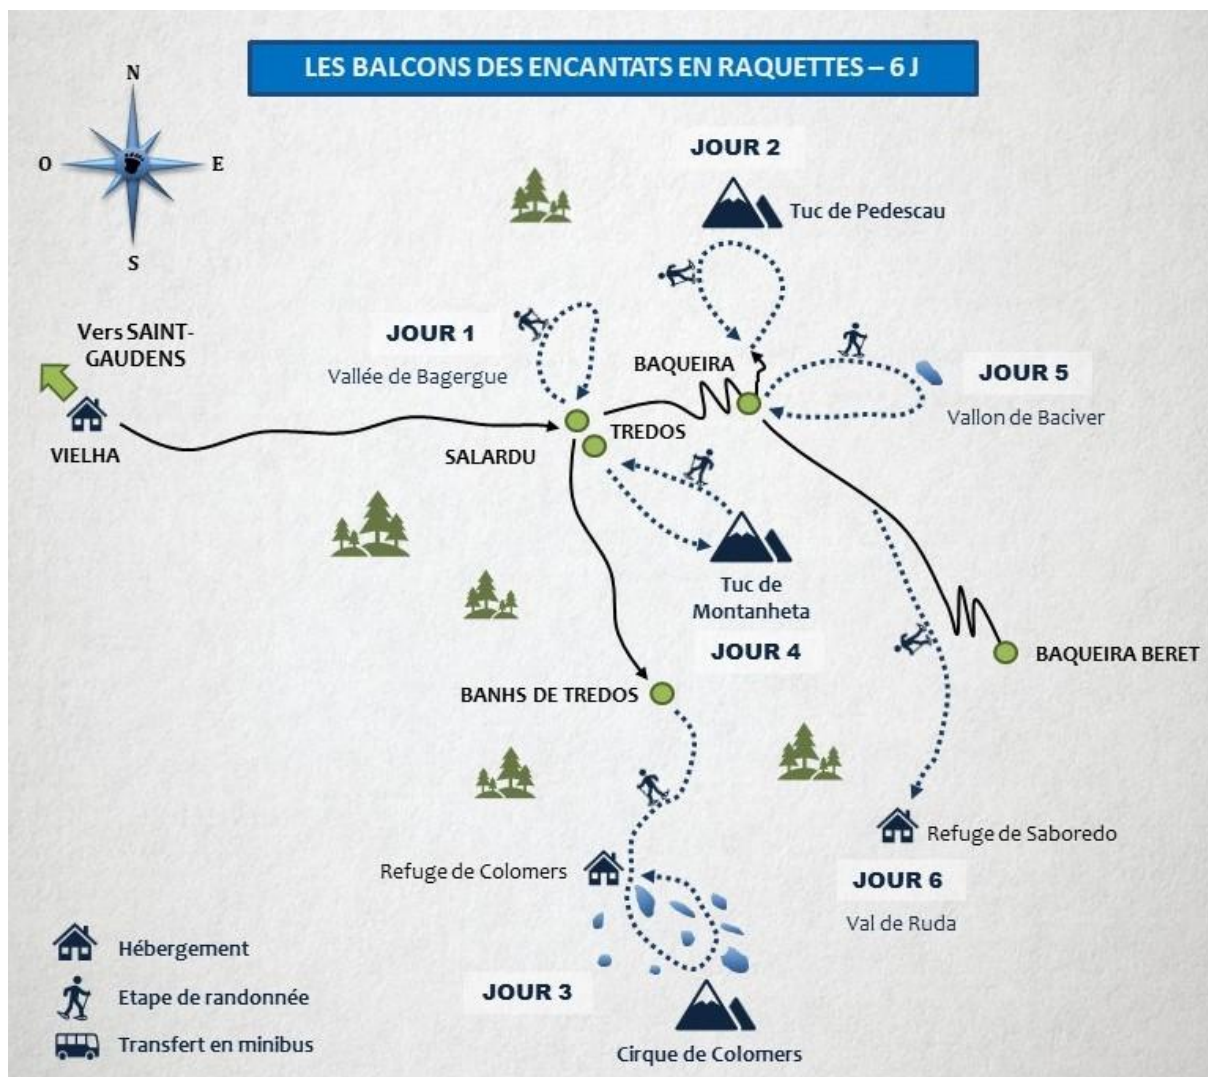 LES BALCONS DES ENCANTATS EN RAQUETTES – 6 J
N
O
E
S
JOUR 2
Tuc de Pedescau
Vers SAINT-
GAUDENS
JOUR 1
Vallée de Bagergue
BAQUEIRA
JOUR 5
Vallon de Baciver
VIELHA
TREDOS
SALARDU
Tuc de
Montanheta
JOUR 4
BAQUEIRA BERET
BANHS DE TREDOS
Refuge de Saboredo
Refuge de Colomers
JOUR 6
Val de Ruda
Hébergement
JOUR 3
Etape de randonnée
Transfert en minibus
Cirque de Colomers